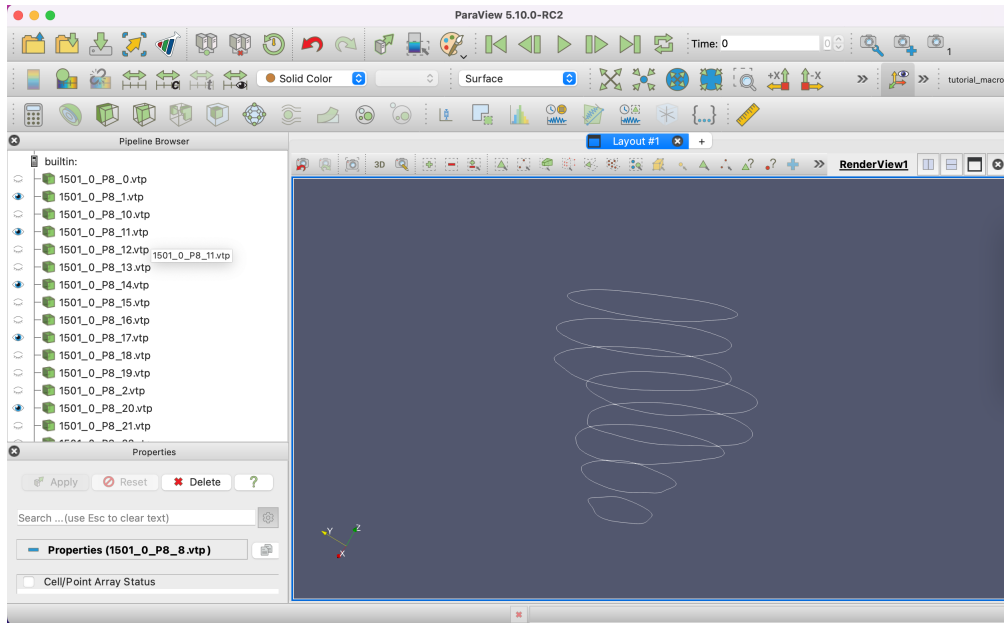 ParaView 5.10.0-RC2
Time: 0
0
1
Solid Color
Surface
+X
-X
»
»
tutorial_macro
Pipeline Browser
Layout #1
+
builtin:
3D
»
RenderView1
1501_0_P8_0.vtp
1501_0_P8_1.vtp
1501_0_P8_10.vtp
1501_0_P8_11.vtp
1501_0_P8_12.vtp
1501_0_P8_11.vtp
1501_0_P8_13.vtp
1501_0_P8_14.vtp
1501_0_P8_15.vtp
1501_0_P8_16.vtp
1501_0_P8_17.vtp
1501_0_P8_18.vtp
1501_0_P8_19.vtp
1501_0_P8_2.vtp
1501_0_P8_20.vtp
1501_0_P8_21.vtp
Properties
Apply
Reset
Delete
?
Search ...(use Esc to clear text)
Properties (1501_0_P8_8.vtp)
Cell/Point Array Status
Y
Z
X